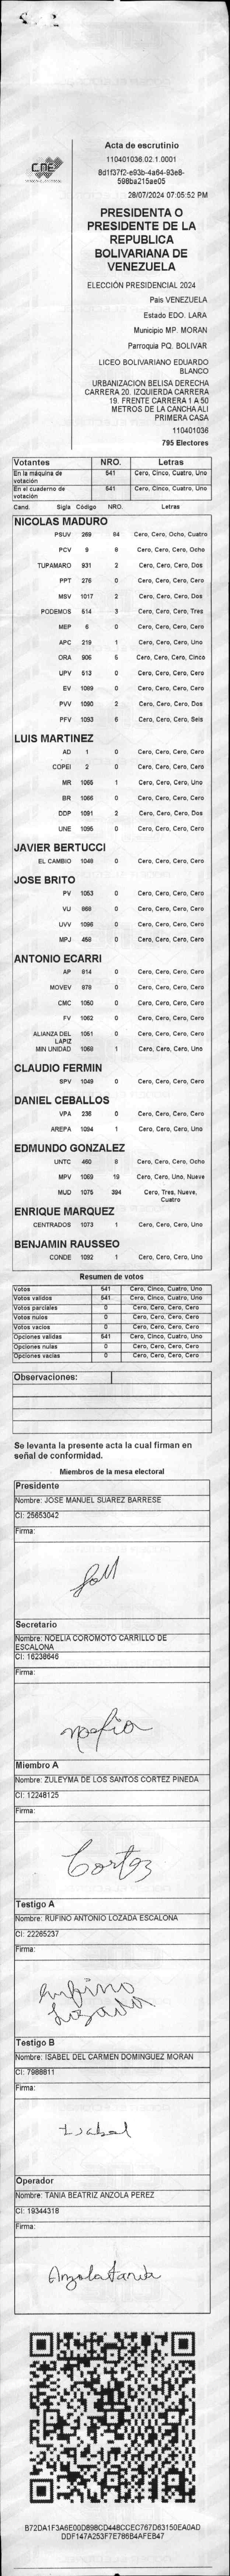 CNE
Acta de escrutinio
110401036.02.1.0001
8d1f37f2-e93b-4a64-93e8-
598ba215ae05
28/07/2024 07:05:52 PM
PRESIDENTA O
PRESIDENTE DE LA
REPUBLICA
BOLIVARIANA DE
VENEZUELA
ELECCIÓN PRESIDENCIAL 2024
País VENEZUELA
Estado EDO. LARA
Municipio MP. MORAN
Parroquia PQ. BOLIVAR
LICEO BOLIVARIANO EDUARDO
BLANCO
URBANIZACION BELISA DERECHA
CARRERA 20. IZQUIERDA CARRERA
19. FRENTE CARRERA 1 A 50
METROS DE LA CANCHA ALI
PRIMERA CASA
110401036
795 Electores
Votantes NRO. Letras
En la máquina de votación 541 Cero, Cinco, Cuatro, Uno
En el cuaderno de votación 541 Cero, Cinco, Cuatro, Uno
Cand. Sigla Código NRO. Letras
NICOLAS MADURO
PSUV 269 84 Cero, Cero, Ocho, Cuatro
PCV 9 8 Cero, Cero, Cero, Ocho
TUPAMARO 931 2 Cero, Cero, Cero, Dos
PPT 276 0 Cero, Cero, Cero, Cero
MSV 1017 2 Cero, Cero, Cero, Dos
PODEMOS 514 3 Cero, Cero, Cero, Tres
MEP 6 0 Cero, Cero, Cero, Cero
APC 219 1 Cero, Cero, Cero, Uno
ORA 906 5 Cero, Cero, Cero, Cinco
UPV 513 0 Cero, Cero, Cero, Cero
EV 1089 0 Cero, Cero, Cero, Cero
PVV 1090 2 Cero, Cero, Cero, Dos
PFV 1093 6 Cero, Cero, Cero, Seis
LUIS MARTINEZ
AD 1 0 Cero, Cero, Cero, Cero
COPEI 2 0 Cero, Cero, Cero, Cero
MR 1065 1 Cero, Cero, Cero, Uno
BR 1066 0 Cero, Cero, Cero, Cero
DDP 1091 2 Cero, Cero, Cero, Dos
UNE 1095 0 Cero, Cero, Cero, Cero
JAVIER BERTUCCI
EL CAMBIO 1048 0 Cero, Cero, Cero, Cero
JOSE BRITO
PV 1053 0 Cero, Cero, Cero, Cero
VU 868 0 Cero, Cero, Cero, Cero
UVV 1096 0 Cero, Cero, Cero, Cero
MPJ 458 0 Cero, Cero, Cero, Cero
ANTONIO ECARRI
AP 814 0 Cero, Cero, Cero, Cero
MOVEV 878 0 Cero, Cero, Cero, Cero
CMC 1050 0 Cero, Cero, Cero, Cero
FV 1062 0 Cero, Cero, Cero, Cero
ALIANZA DEL LAPIZ 1051 0 Cero, Cero, Cero, Cero
MIN UNIDAD 1068 1 Cero, Cero, Cero, Uno
CLAUDIO FERMIN
SPV 1049 0 Cero, Cero, Cero, Cero
DANIEL CEBALLOS
VPA 236 0 Cero, Cero, Cero, Cero
AREPA 1094 1 Cero, Cero, Cero, Uno
EDMUNDO GONZALEZ
UNTC 460 8 Cero, Cero, Cero, Ocho
MPV 1069 19 Cero, Cero, Uno, Nueve
MUD 1075 394 Cero, Tres, Nueve,
Cuatro
ENRIQUE MARQUEZ
CENTRADOS 1073 1 Cero, Cero, Cero, Uno
BENJAMIN RAUSSEO
CONDE 1092 1 Cero, Cero, Cero, Uno
Resumen de votos
Votos 541 Cero, Cinco, Cuatro, Uno
Votos validos 541 Cero, Cinco, Cuatro, Uno
Votos parciales 0 Cero, Cero, Cero, Cero
Votos nulos 0 Cero, Cero, Cero, Cero
Votos vacios 0 Cero, Cero, Cero, Cero
Opciones validas 541 Cero, Cinco, Cuatro, Uno
Opciones nulas 0 Cero, Cero, Cero, Cero
Opciones vacias 0 Cero, Cero, Cero, Cero
Observaciones:
Se levanta la presente acta la cual firman en
señal de conformidad.
Miembros de la mesa electoral
Presidente
Nombre: JOSE MANUEL SUAREZ BARRESE
CI: 25653042
Firma:
Secretario
Nombre: NOELIA COROMOTO CARRILLO DE
ESCALONA
CI: 16238646
Firma:
noelia
Miembro A
Nombre: ZULEYMA DE LOS SANTOS CORTEZ PINEDA
CI: 12248125
Firma:
Cortez
Testigo A
Nombre: RUFINO ANTONIO LOZADA ESCALONA
CI: 22265237
Firma:
Rufino
Lozada
Testigo B
Nombre: ISABEL DEL CARMEN DOMINGUEZ MORAN
CI: 7988811
Firma:
Isabel
Operador
Nombre: TANIA BEATRIZ ANZOLA PEREZ
CI: 19344318
Firma:
Anzola Tania
B72DA1F3A6E00D898CD448CCEC767D63150EA0AD
DDF147A253F7E786B4AFEB47